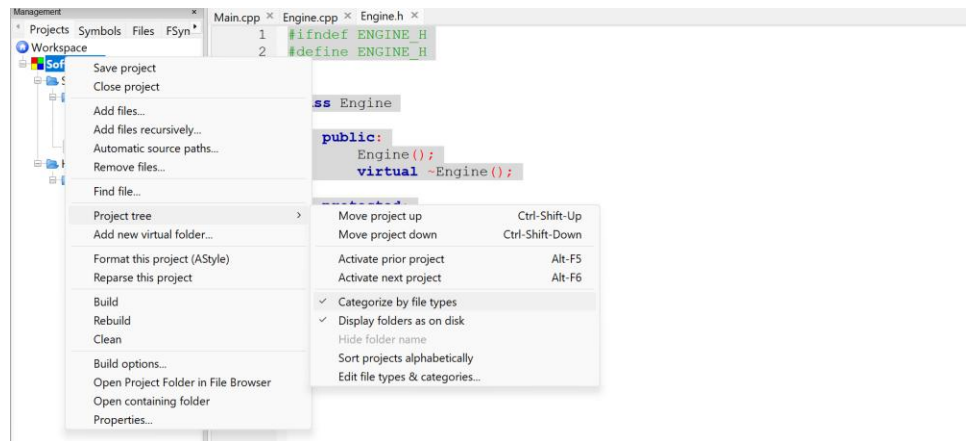 Management ×
Projects Symbols Files FSyn
Workspace
Sof
S
H
Save project
Close project
Add files...
Add files recursively...
Automatic source paths...
Remove files...
Find file...
Project tree >
Add new virtual folder...
Format this project (AStyle)
Reparse this project
Build
Rebuild
Clean
Build options...
Open Project Folder in File Browser
Open containing folder
Properties...
Move project up Ctrl-Shift-Up
Move project down Ctrl-Shift-Down
Activate prior project Alt-F5
Activate next project Alt-F6
Categorize by file types
Display folders as on disk
Hide folder name
Sort projects alphabetically
Edit file types & categories...
Main.cpp × Engine.cpp × Engine.h ×
1 #ifndef ENGINE_H
2 #define ENGINE_H
ss Engine
public:
Engine();
virtual ~Engine();
protected: